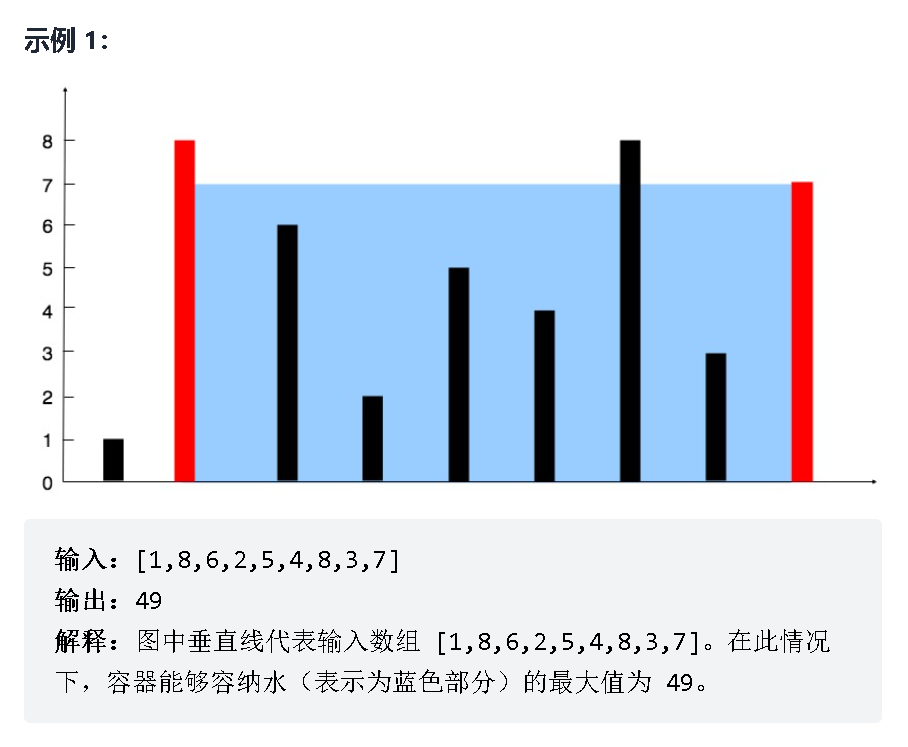 示例 1：
8
7
6
5
4
3
2
1
0
输入：[1,8,6,2,5,4,8,3,7]
输出：49
解释：图中垂直线代表输入数组 [1,8,6,2,5,4,8,3,7]。在此情况
下，容器能够容纳水（表示为蓝色部分）的最大值为 49。